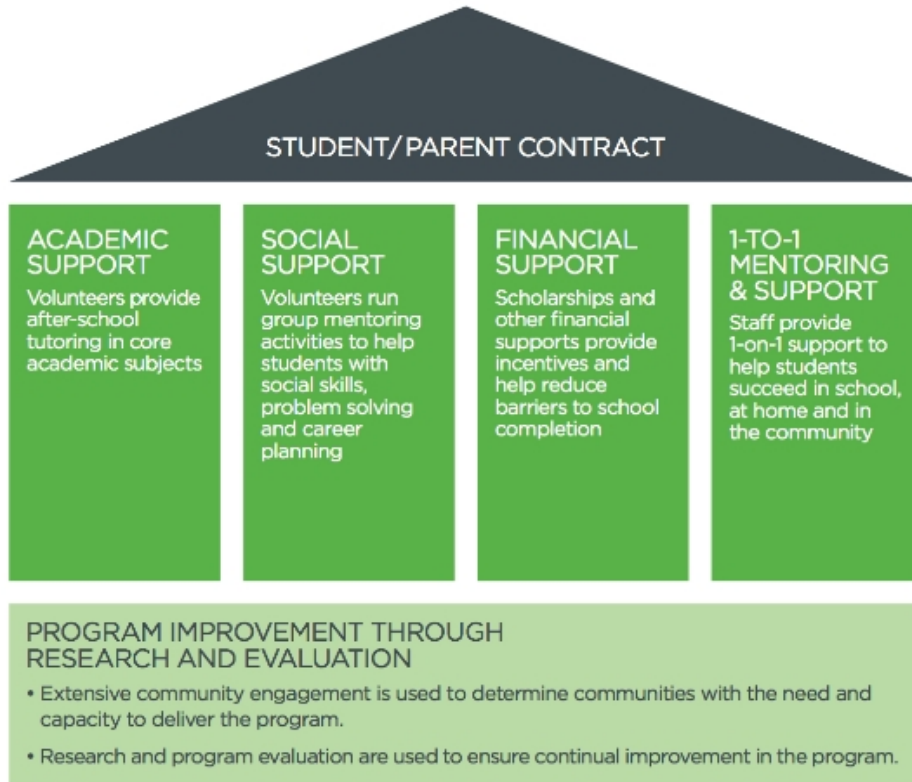 STUDENT/PARENT CONTRACT
ACADEMIC
SUPPORT
Volunteers provide
after-school
tutoring in core
academic subjects
SOCIAL
SUPPORT
Volunteers run
group mentoring
activities to help
students with
social skills,
problem solving
and career
planning
FINANCIAL
SUPPORT
Scholarships and
other financial
supports provide
incentives and
help reduce
barriers to school
completion
1-TO-1
MENTORING
& SUPPORT
Staff provide
1-on-1 support to
help students
succeed in school,
at home and in
the community
PROGRAM IMPROVEMENT THROUGH
RESEARCH AND EVALUATION
• Extensive community engagement is used to determine communities with the need and
capacity to deliver the program.
• Research and program evaluation are used to ensure continual improvement in the program.